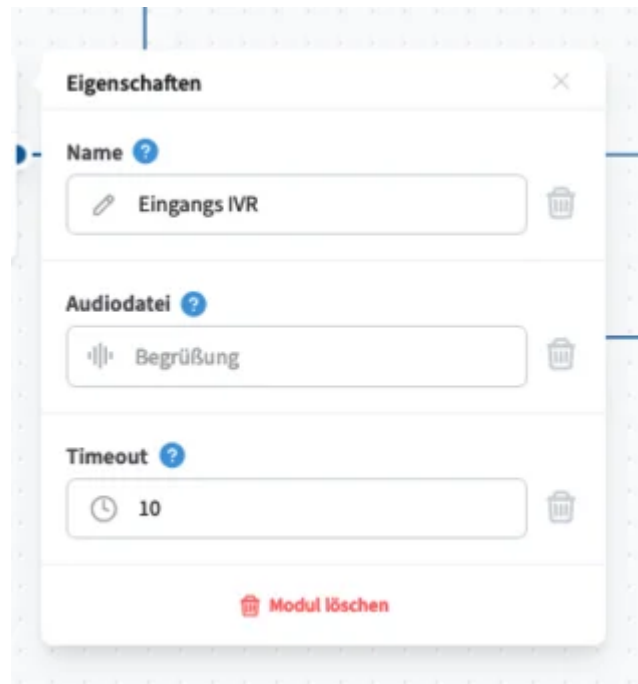 Eigenschaften
Name ?
Eingangs IVR
Audiodatei ?
Begrüßung
Timeout ?
10
Modul löschen